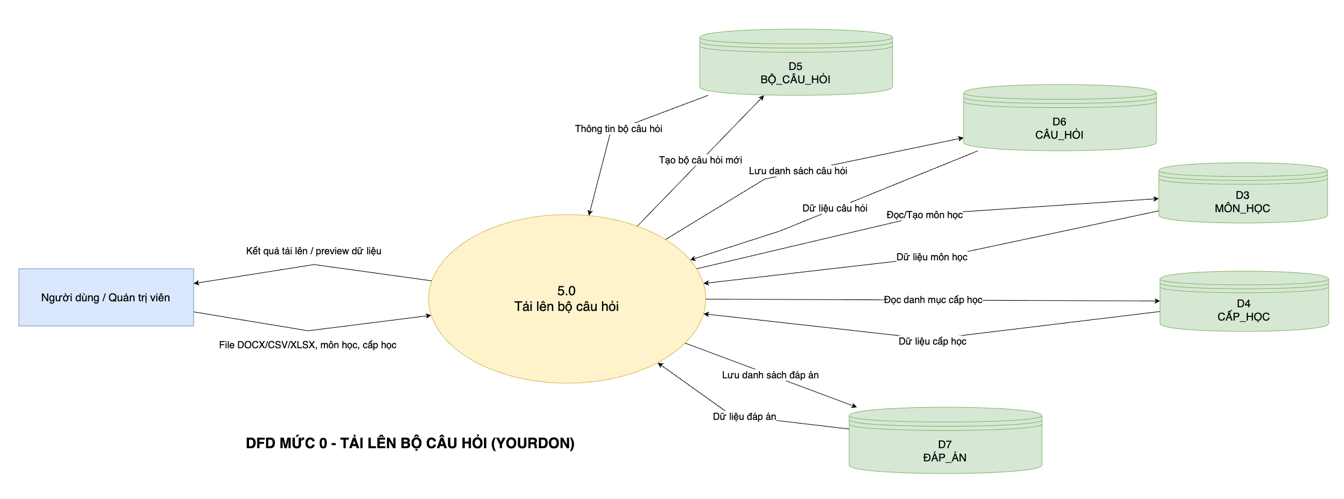 D5
BỘ_CÂU_HỎI
D6
CÂU_HỎI
Thông tin bộ câu hỏi
Tạo bộ câu hỏi mới
Lưu danh sách câu hỏi
D3
MÔN_HỌC
Dữ liệu câu hỏi
Đọc/Tạo môn học
Kết quả tải lên / preview dữ liệu
Dữ liệu môn học
Người dùng / Quản trị viên
5.0
Tải lên bộ câu hỏi
Đọc danh mục cấp học
D4
CẤP_HỌC
File DOCX/CSV/XLSX, môn học, cấp học
Dữ liệu cấp học
Lưu danh sách đáp án
Dữ liệu đáp án
D7
ĐÁP_ÁN
DFD MỨC 0 - TẢI LÊN BỘ CÂU HỎI (YOURDON)